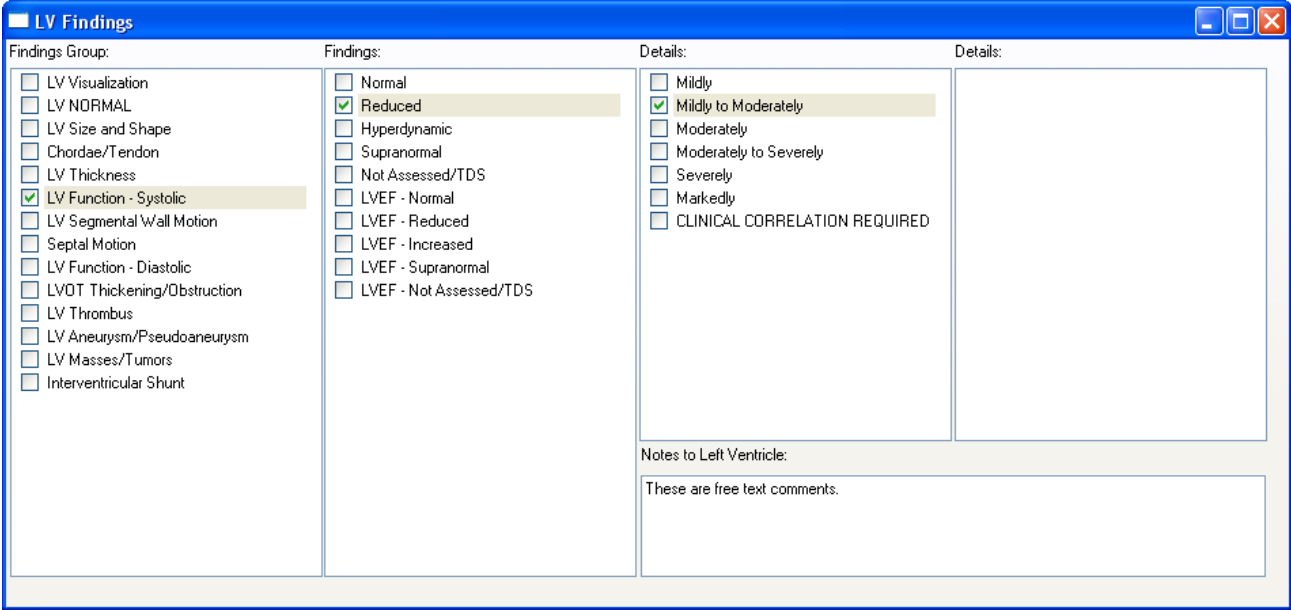 LV Findings
Findings Group:
LV Visualization
LV NORMAL
LV Size and Shape
Chordae/Tendon
LV Thickness
LV Function - Systolic
LV Segmental Wall Motion
Septal Motion
LV Function - Diastolic
LVOT Thickening/Obstruction
LV Thrombus
LV Aneurysm/Pseudoaneurysm
LV Masses/Tumors
Interventricular Shunt
Findings:
Normal
Reduced
Hyperdynamic
Supranormal
Not Assessed/TDS
LVEF - Normal
LVEF - Reduced
LVEF - Increased
LVEF - Supranormal
LVEF - Not Assessed/TDS
Details:
Mildly
Mildly to Moderately
Moderately
Moderately to Severely
Severely
Markedly
CLINICAL CORRELATION REQUIRED
Details:
Notes to Left Ventricle:
These are free text comments.